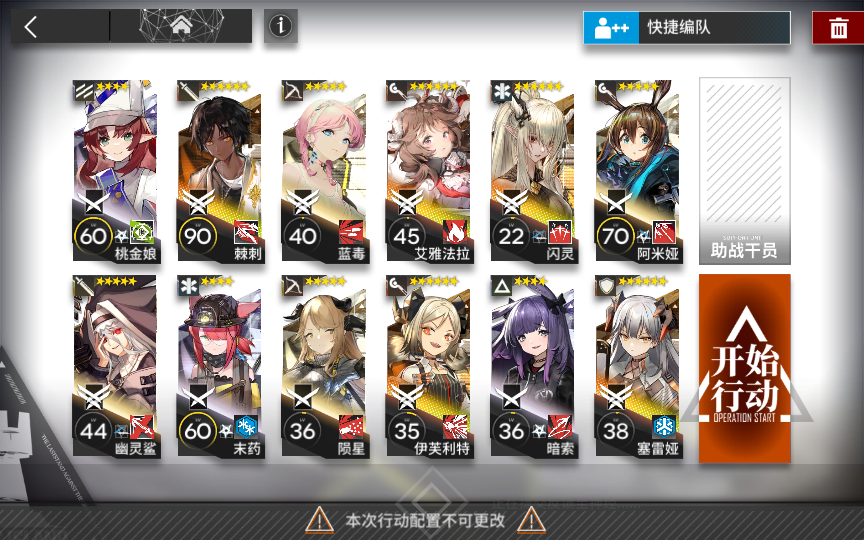 快捷编队
60 桃金娘
90 棘刺
40 蓝毒
45 艾雅法拉
22 闪灵
70 阿米娅
助战干员
44 幽灵鲨
60 末药
36 陨星
35 伊芙利特
36 暗索
38 塞雷娅
开始
行动
OPERATION START
本次行动配置不可更改